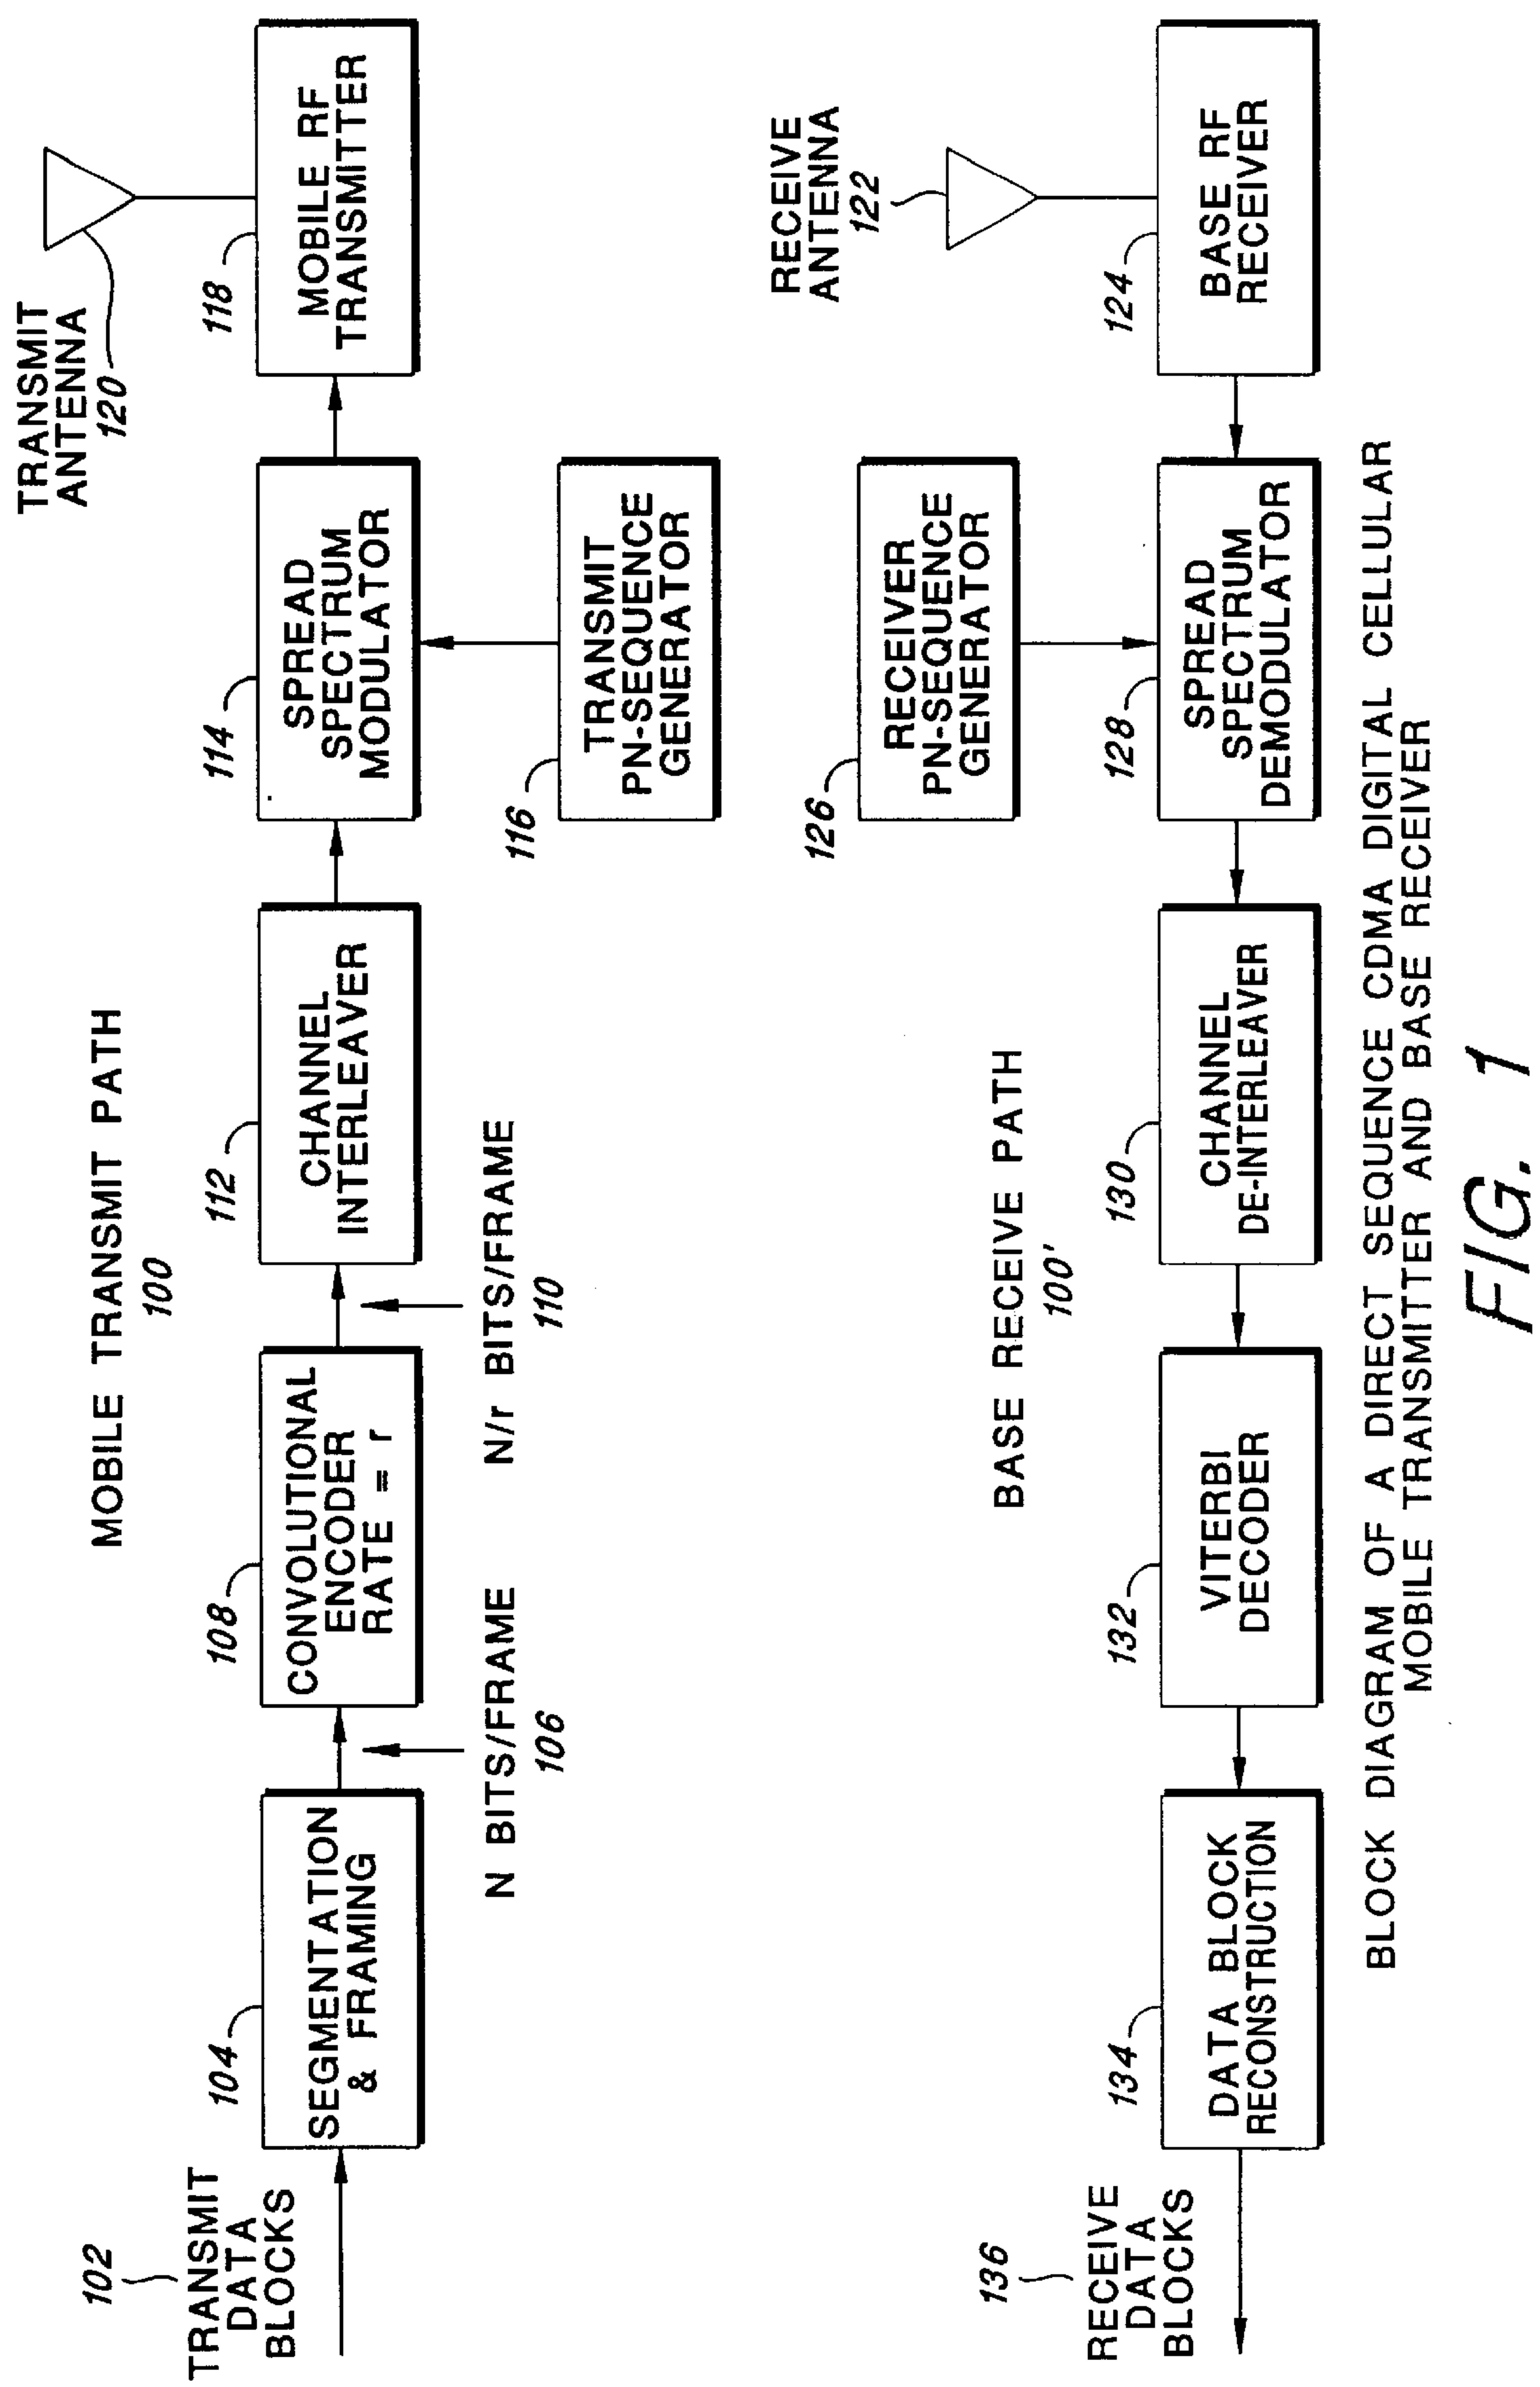 MOBILE TRANSMIT PATH
100
TRANSMIT
ANTENNA
120
102
TRANSMIT
DATA
BLOCKS
104
SEGMENTATION
& FRAMING
N BITS/FRAME
106
108
CONVOLUTIONAL
ENCODER
RATE = r
N/r BITS/FRAME
110
112
CHANNEL
INTERLEAVER
114
SPREAD
SPECTRUM
MODULATOR
116
TRANSMIT
PN-SEQUENCE
GENERATOR
118
MOBILE RF
TRANSMITTER
BASE RECEIVE PATH
100'
RECEIVE
ANTENNA
122
124
BASE RF
RECEIVER
126
RECEIVER
PN-SEQUENCE
GENERATOR
128
SPREAD
SPECTRUM
DEMODULATOR
130
CHANNEL
DE-INTERLEAVER
132
VITERBI
DECODER
134
DATA BLOCK
RECONSTRUCTION
136
RECEIVE
DATA
BLOCKS
BLOCK DIAGRAM OF A DIRECT SEQUENCE CDMA DIGITAL CELLULAR
MOBILE TRANSMITTER AND BASE RECEIVER
FIG. 1